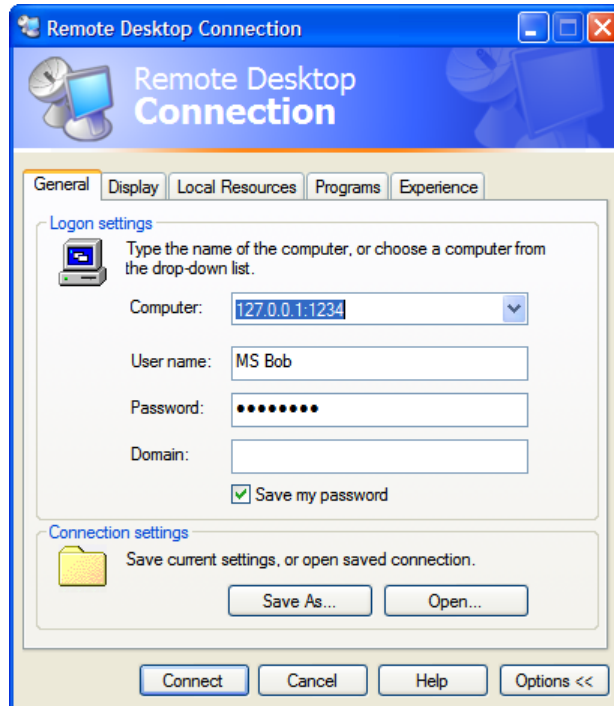 Remote Desktop Connection
Remote Desktop
Connection
General Display Local Resources Programs Experience
Logon settings
Type the name of the computer, or choose a computer from
the drop-down list.
Computer: 127.0.0.1:1234
User name: MS Bob
Password: ●●●●●●●●
Domain:
Save my password
Connection settings
Save current settings, or open saved connection.
Save As... Open...
Connect Cancel Help Options <<